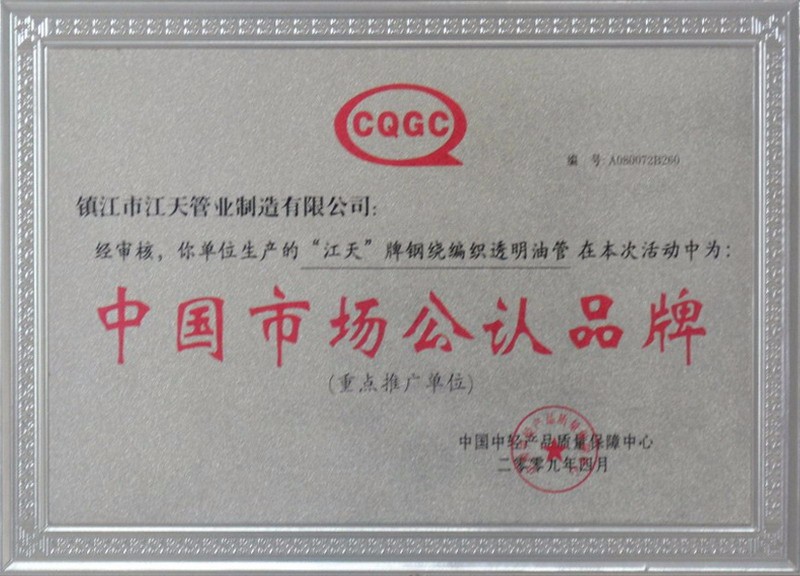 CQGC
编 号 A080072B260
镇江市江天管业制造有限公司:
经审核，你单位生产的“江天”牌钢绕编织透明油管 在本次活动中为:
中国市场公认品牌
(重点推广单位)
中国中轻产品质量保障中心
二零零九年四月